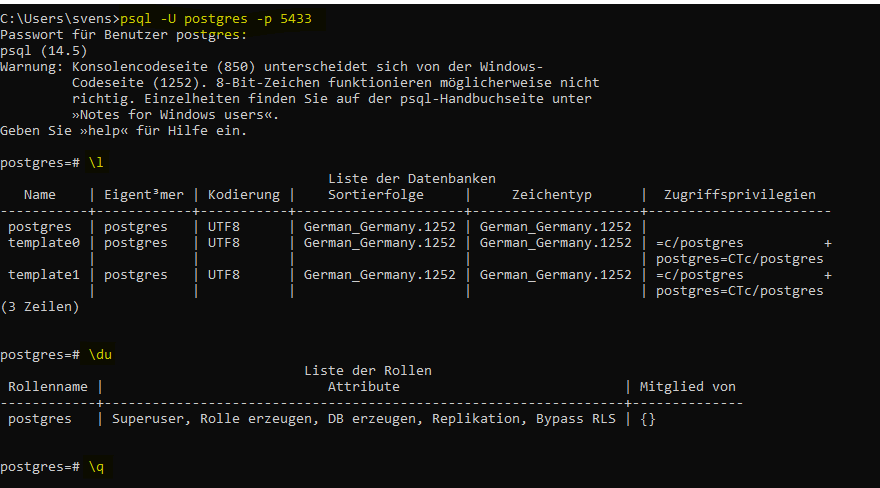 C:\Users\svens>psql -U postgres -p 5433
Passwort für Benutzer postgres:
psql (14.5)
Warnung: Konsolencodeseite (850) unterscheidet sich von der Windows-
         Codeseite (1252). 8-Bit-Zeichen funktionieren möglicherweise nicht
         richtig. Einzelheiten finden Sie auf der psql-Handbuchseite unter
         »Notes for Windows users«.
Geben Sie »help« für Hilfe ein.

postgres=# \l
                                         Liste der Datenbanken
   Name    | Eigent³mer | Kodierung |    Sortierfolge     |     Zeichentyp      |  Zugriffsprivilegien
-----------+------------+-----------+---------------------+---------------------+-----------------------
 postgres  | postgres   | UTF8      | German_Germany.1252 | German_Germany.1252 |
 template0 | postgres   | UTF8      | German_Germany.1252 | German_Germany.1252 | =c/postgres          +
           |            |           |                     |                     | postgres=CTc/postgres
 template1 | postgres   | UTF8      | German_Germany.1252 | German_Germany.1252 | =c/postgres          +
           |            |           |                     |                     | postgres=CTc/postgres
(3 Zeilen)

postgres=# \du
                                      Liste der Rollen
 Rollenname |                            Attribute                            | Mitglied von
------------+-----------------------------------------------------------------+--------------
 postgres   | Superuser, Rolle erzeugen, DB erzeugen, Replikation, Bypass RLS | {}

postgres=# \q